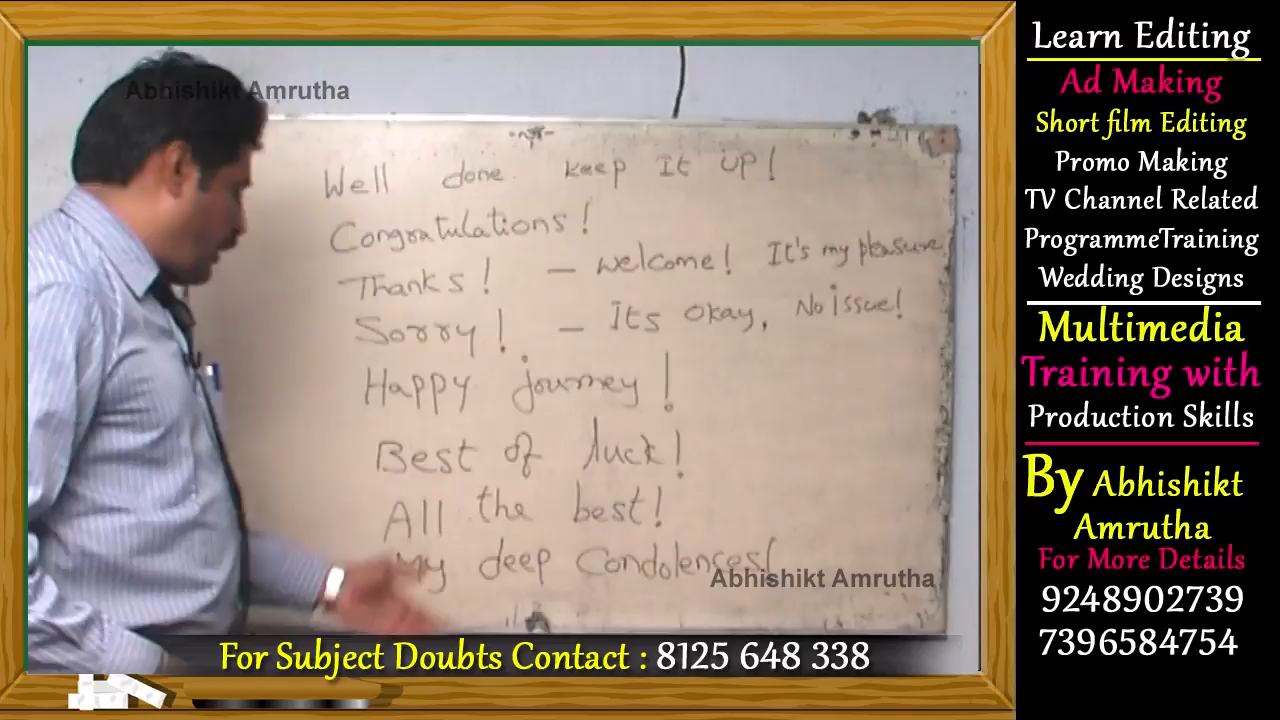 Abhishikt Amrutha
Well done keep It up!
Congratulations!
Thanks! – Welcome! It's my pleasure
Sorry! – Its Okay, No issue!
Happy journey!
Best of luck!
All the best!
My deep Condolences!
Abhishikt Amrutha
For Subject Doubts Contact : 8125 648 338
Learn Editing
Ad Making
Short film Editing
Promo Making
TV Channel Related
ProgrammeTraining
Wedding Designs
Multimedia
Training with
Production Skills
By Abhishikt
Amrutha
For More Details
9248902739
7396584754